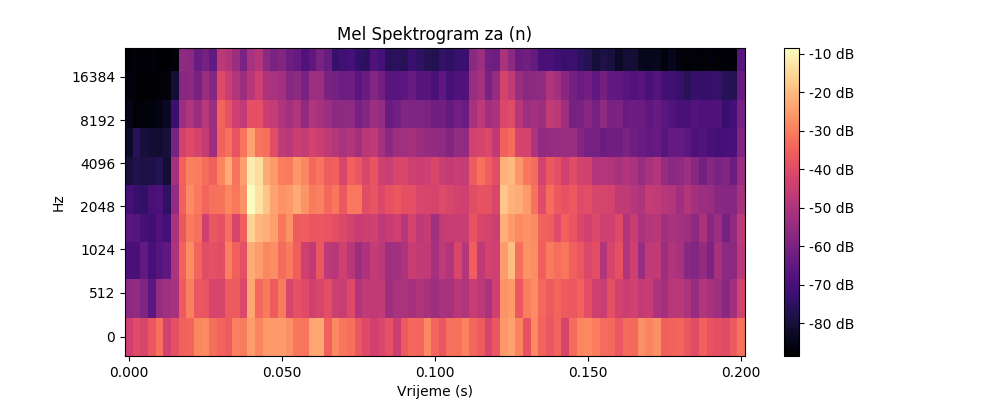 Mel Spektrogram za (n)
Hz
16384
8192
4096
2048
1024
512
0
0.000 0.050 0.100 0.150 0.200
Vrijeme (s)
-10 dB
-20 dB
-30 dB
-40 dB
-50 dB
-60 dB
-70 dB
-80 dB